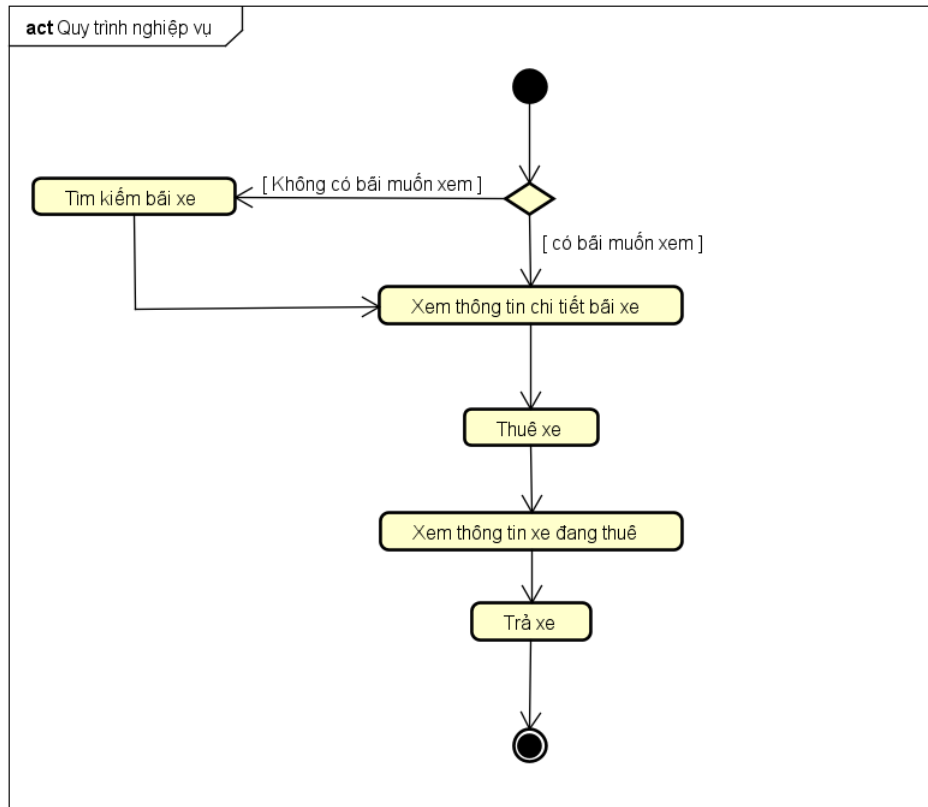 act Quy trình nghiệp vụ
[ Không có bãi muốn xem ]
Tìm kiếm bãi xe
[ có bãi muốn xem ]
Xem thông tin chi tiết bãi xe
Thuê xe
Xem thông tin xe đang thuê
Trả xe